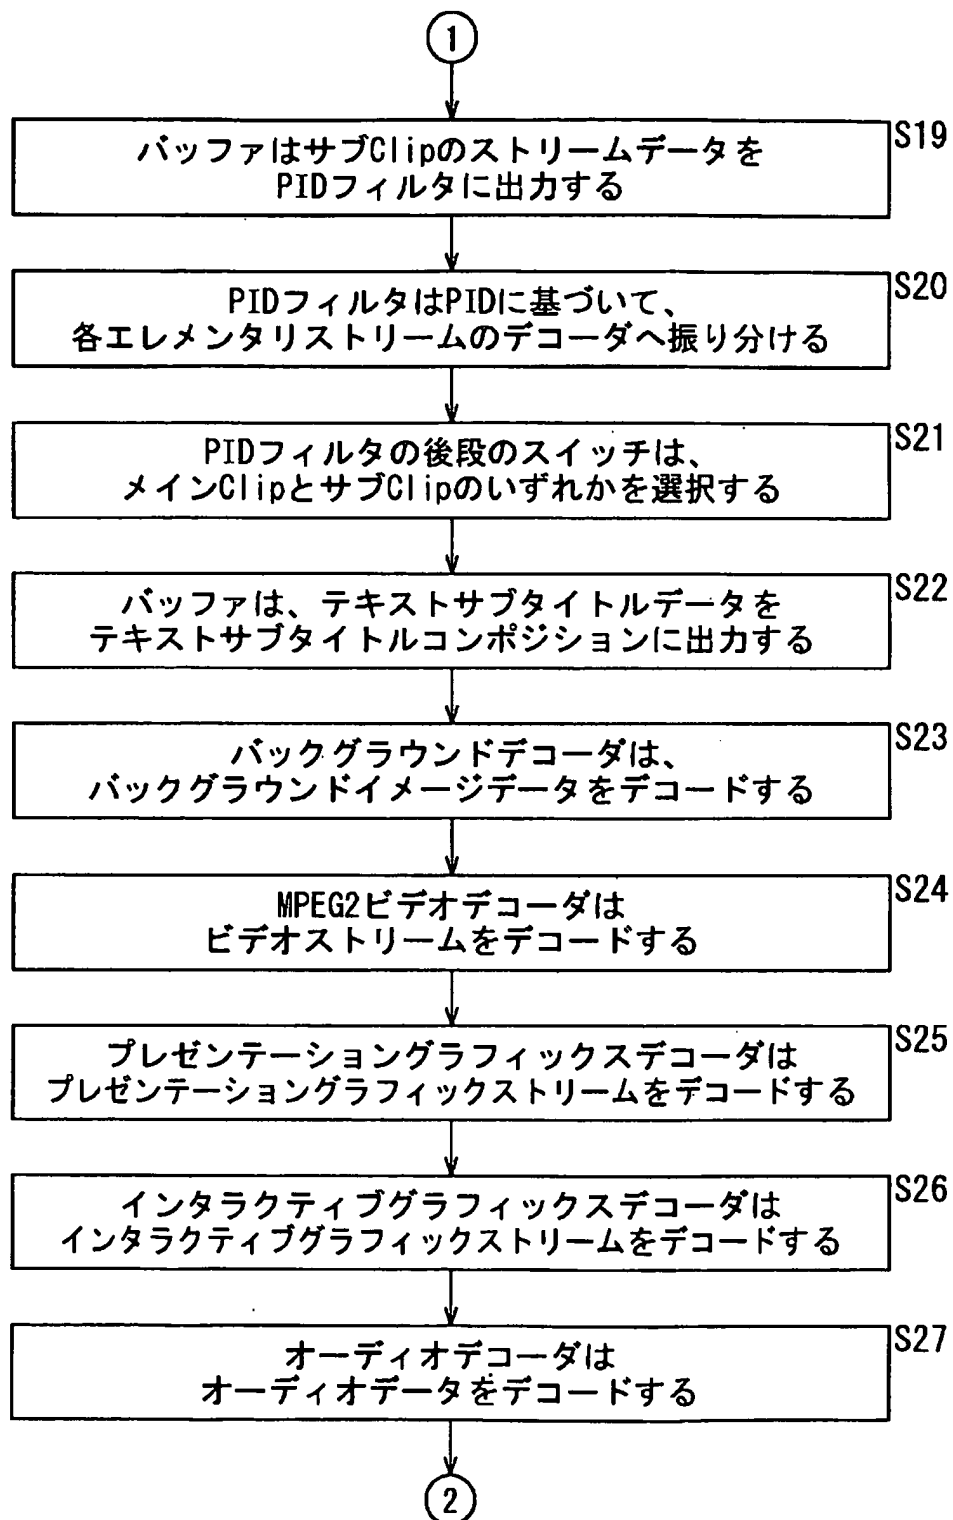 1
S19
バッファはサブClipのストリームデータを
PIDフィルタに出力する
S20
PIDフィルタはPIDに基づいて、
各エレメンタリストリームのデコーダへ振り分ける
S21
PIDフィルタの後段のスイッチは、
メインClipとサブClipのいずれかを選択する
S22
バッファは、テキストサブタイトルデータを
テキストサブタイトルコンポジションに出力する
S23
バックグラウンドデコーダは、
バックグラウンドイメージデータをデコードする
S24
MPEG2ビデオデコーダは
ビデオストリームをデコードする
S25
プレゼンテーショングラフィックスデコーダは
プレゼンテーショングラフィックストリームをデコードする
S26
インタラクティブグラフィックスデコーダは
インタラクティブグラフィックストリームをデコードする
S27
オーディオデコーダは
オーディオデータをデコードする
2